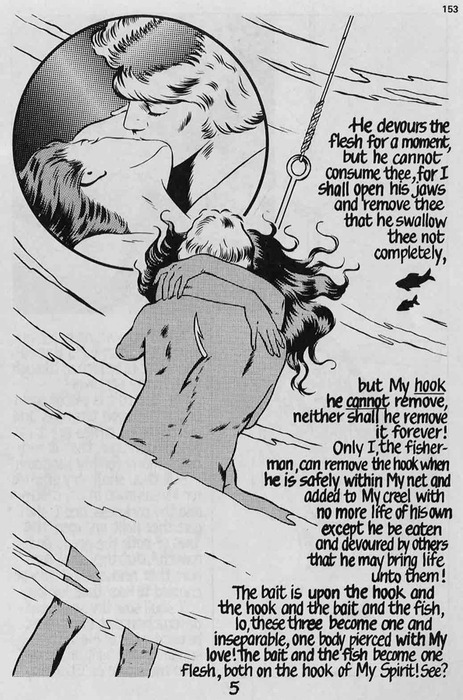 153
He devours the
flesh for a moment,
but he cannot
consume thee, for I
shall open his jaws
and remove thee
that he swallow
thee not
completely,
but My hook
he cannot remove,
neither shall he remove
it forever!
Only I, the fisher-
man, can remove the hook when
he is safely within My net and
added to My creel with
no more life of his own
except he be eaten
and devoured by others
that he may bring life
unto them!
The bait is upon the hook and
the hook and the bait and the fish,
lo, these three become one and
inseparable, one body pierced with My
love! The bait and the fish become one
flesh, both on the hook of My Spirit! See?
5